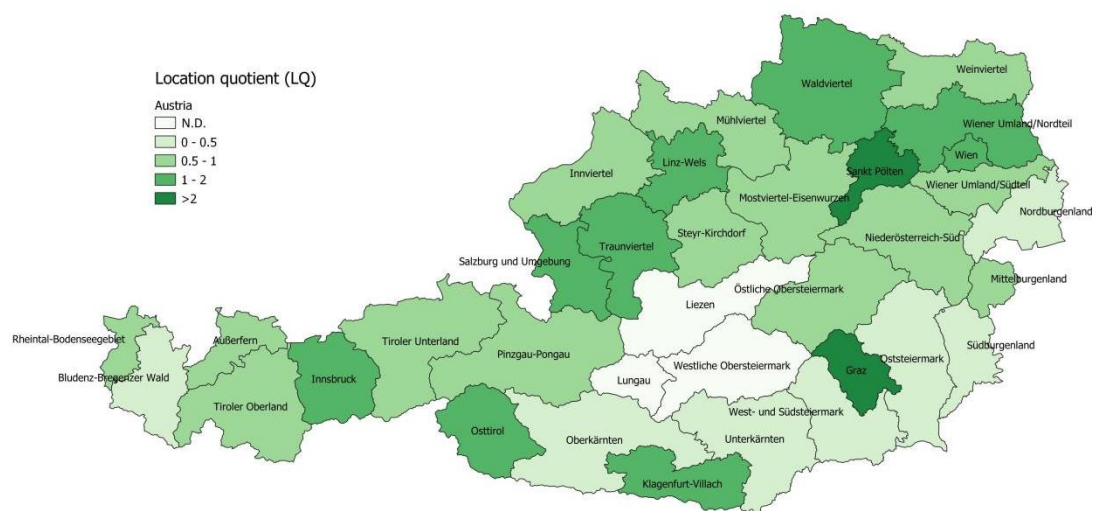 Location quotient (LQ)
Austria
N.D.
0 - 0.5
0.5 - 1
1 - 2
>2
Weinviertel
Waldviertel
Mühlviertel
Wiener Umland/Nordteil
Linz-Wels
Wien
Innviertel
Sankt Pölten
Wiener Umland/Südteil
Mostviertel-Eisenwurzen
Nordburgenland
Steyr-Kirchdorf
Niederösterreich-Süd
Traunviertel
Salzburg und Umgebung
Mittelburgenland
Östliche Obersteiermark
Liezen
Rheintal-Bodenseegebiet
Außerfern
Tiroler Unterland
Südburgenland
Pinzgau-Pongau
Oststeiermark
Bludenz-Bregenzer Wald
Innsbruck
Lungau
Westliche Obersteiermark
Graz
Tiroler Oberland
West- und Südsteiermark
Osttirol
Oberkärnten
Unterkärnten
Klagenfurt-Villach